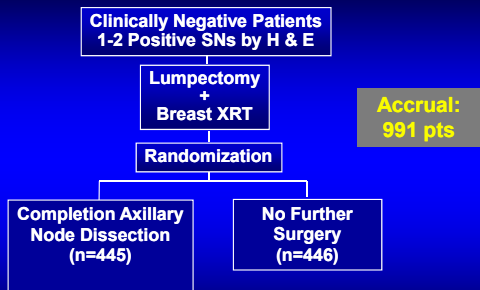 Clinically Negative Patients
1-2 Positive SNs by H & E
Lumpectomy
+
Breast XRT
Accrual:
991 pts
Randomization
Completion Axillary
Node Dissection
(n=445)
No Further
Surgery
(n=446)